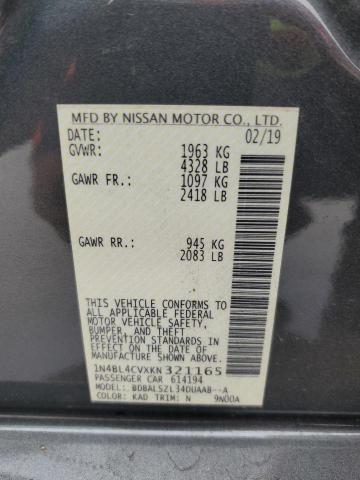 MFD BY NISSAN MOTOR CO., LTD.
DATE: 02/19
GVWR: 1963 KG
4328 LB
GAWR FR.: 1097 KG
2418 LB
GAWR RR.: 945 KG
2083 LB
THIS VEHICLE CONFORMS TO
ALL APPLICABLE FEDERAL
MOTOR VEHICLE SAFETY,
BUMPER, AND THEFT
PREVENTION STANDARDS
IN EFFECT ON THE DATE OF
MANUFACTURE SHOWN ABOVE.
1N4BL4CVXKN321165
PASSENGER CAR 614194
MODEL: BDBALSZL34DUAAB--A
COLOR: KAD TRIM: N 9N00A